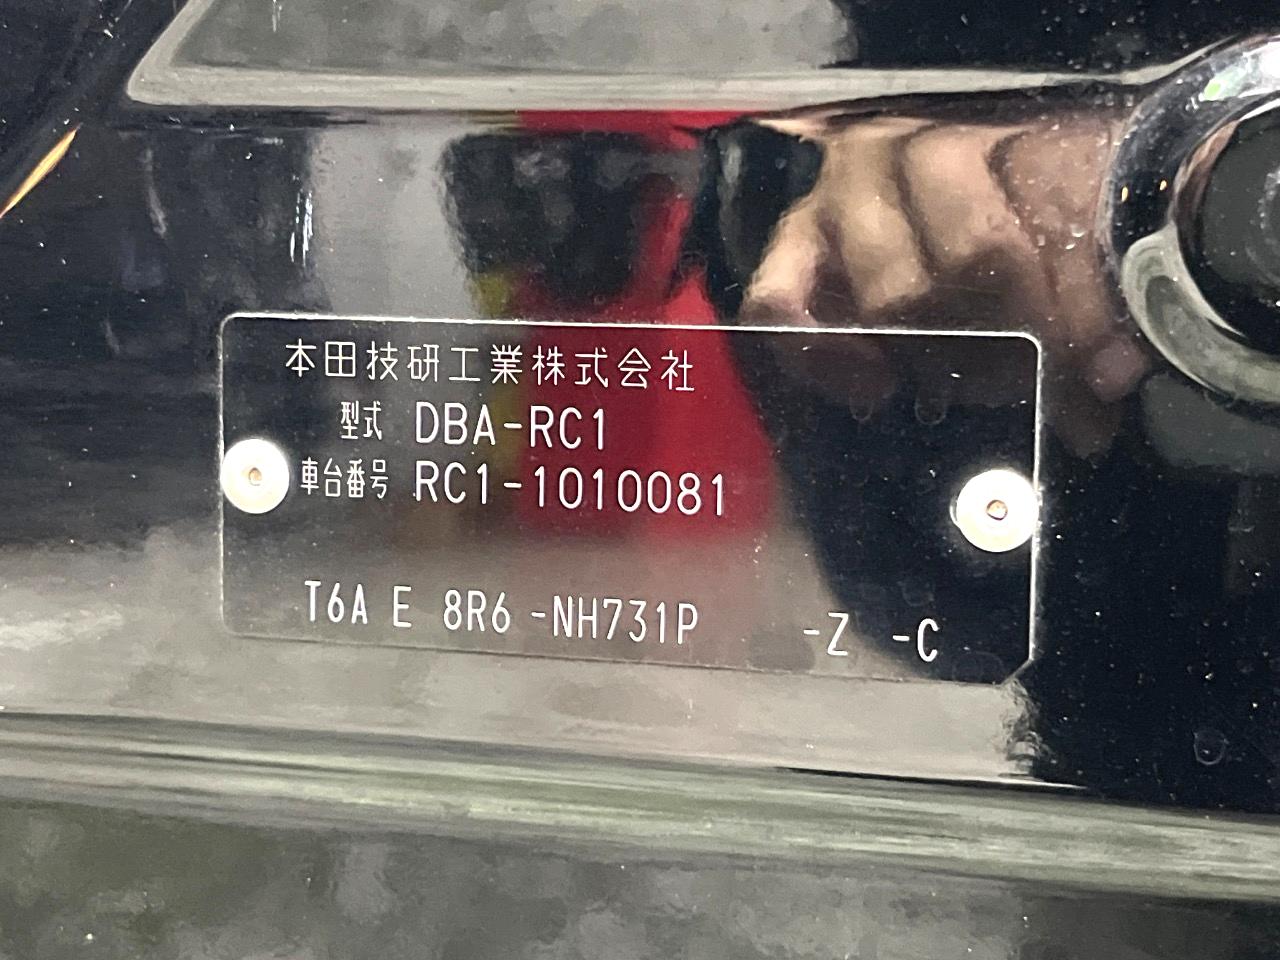 本田技研工業株式会社
型式 DBA-RC1
車台番号 RC1-1010081
T6A E 8R6 -NH731P -Z -C